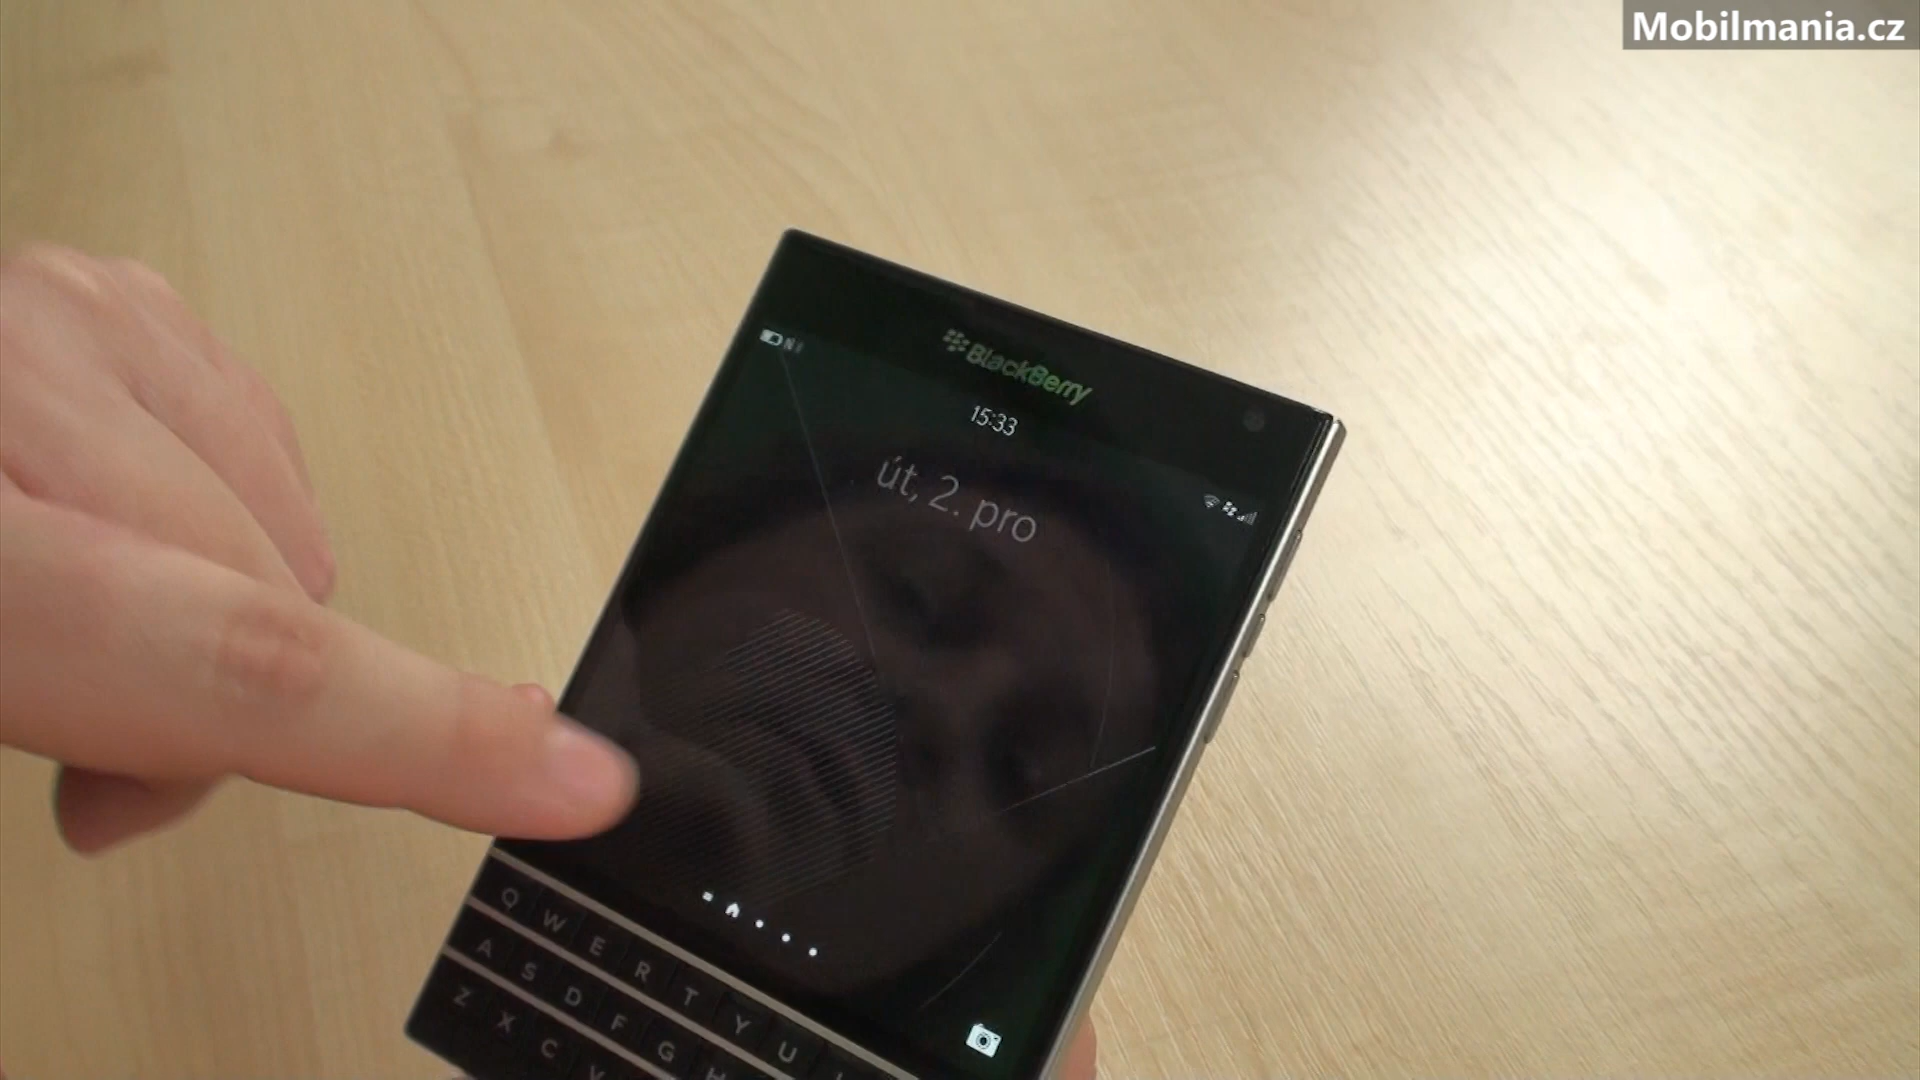 Mobilmania.cz
BlackBerry
15:33
út, 2. pro
Q W E R T Y U
A S D F G H
Z X C V